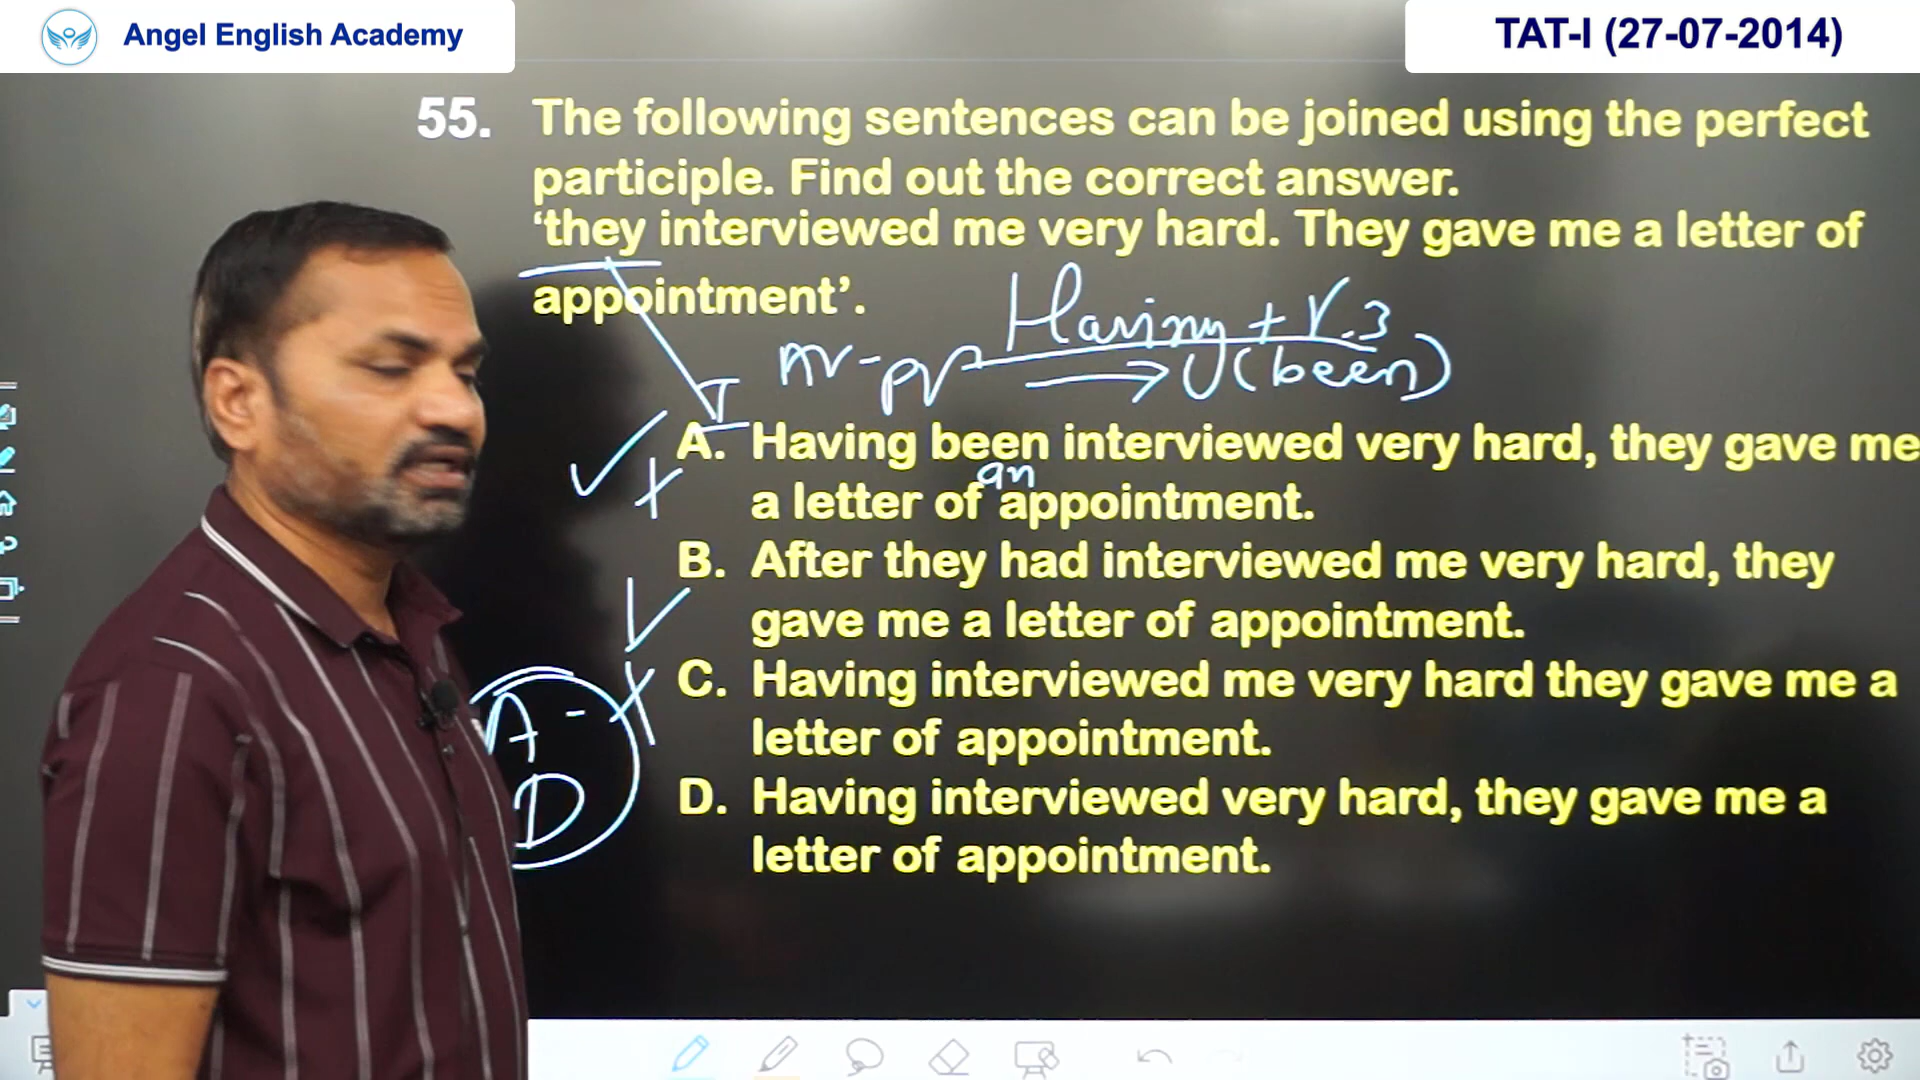 Angel English Academy
TAT-I (27-07-2014)
55. The following sentences can be joined using the perfect
participle. Find out the correct answer.
‘they interviewed me very hard. They gave me a letter of
appointment’.
Having + V.3
(been)
A. Having been interviewed very hard, they gave me
an
a letter of appointment.
B. After they had interviewed me very hard, they
gave me a letter of appointment.
C. Having interviewed me very hard they gave me a
letter of appointment.
A -
D
D. Having interviewed very hard, they gave me a
letter of appointment.